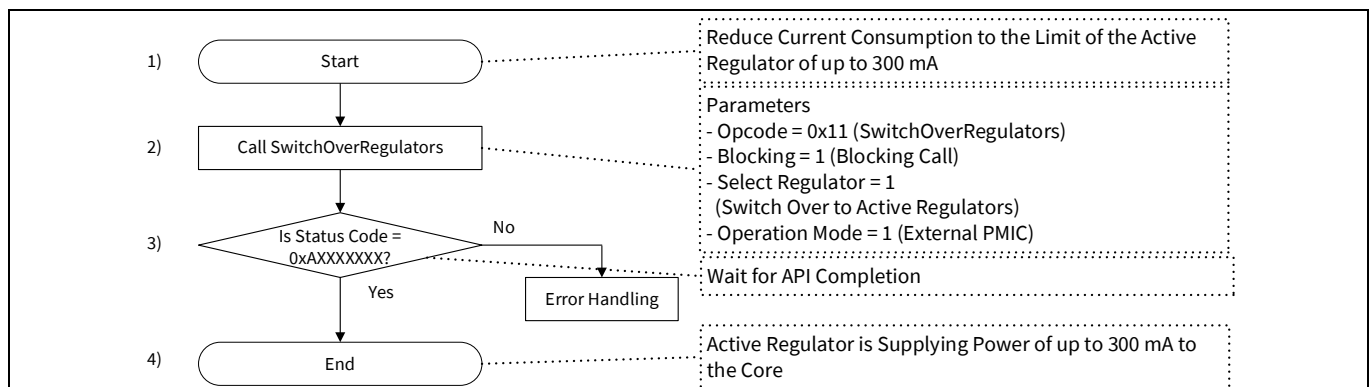 1)
Start
Reduce Current Consumption to the Limit of the Active
Regulator of up to 300 mA
2)
Call SwitchOverRegulators
Parameters
- Opcode = 0x11 (SwitchOverRegulators)
- Blocking = 1 (Blocking Call)
- Select Regulator = 1
(Switch Over to Active Regulators)
- Operation Mode = 1 (External PMIC)
3)
Is Status Code =
0xAXXXXXXX?
No
Yes
Error Handling
Wait for API Completion
4)
End
Active Regulator is Supplying Power of up to 300 mA to
the Core